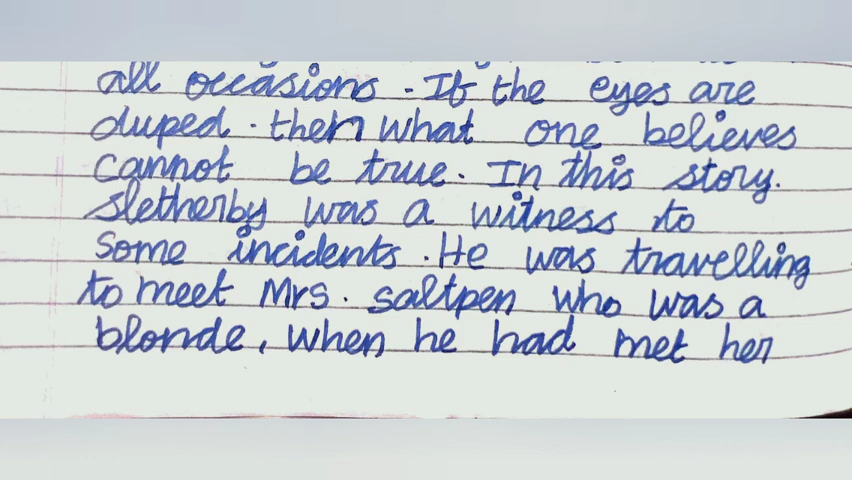 all occasions. If the eyes are
duped. then what one believes
cannot be true. In this story.
sletherby was a witness to
some incidents. He was travelling
to meet Mrs. saltpen who was a
blonde, when he had met her